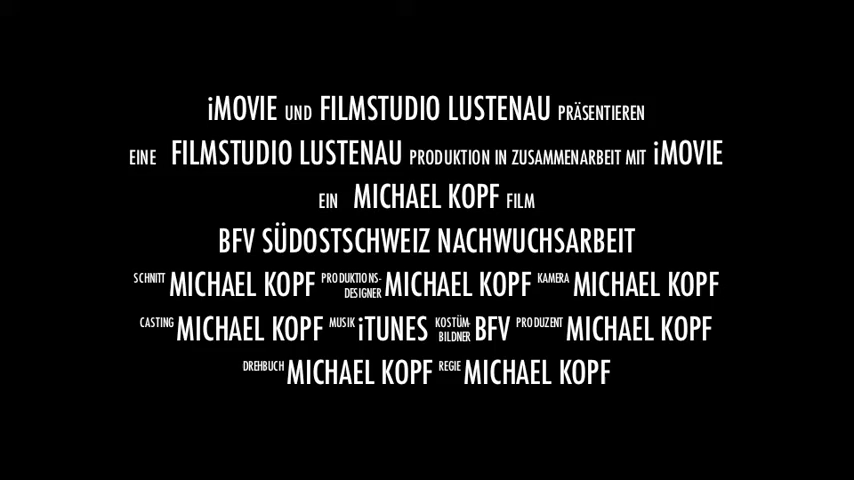 iMOVIE UND FILMSTUDIO LUSTENAU PRÄSENTIEREN
EINE FILMSTUDIO LUSTENAU PRODUKTION IN ZUSAMMENARBEIT MIT iMOVIE
EIN MICHAEL KOPF FILM
BFV SÜDOSTSCHWEIZ NACHWUCHSARBEIT
SCHNITT MICHAEL KOPF PRODUKTIONS-DESIGNER MICHAEL KOPF KAMERA MICHAEL KOPF
CASTING MICHAEL KOPF MUSIK iTUNES KOSTÜM-BILDNER BFV PRODUZENT MICHAEL KOPF
DREHBUCH MICHAEL KOPF REGIE MICHAEL KOPF